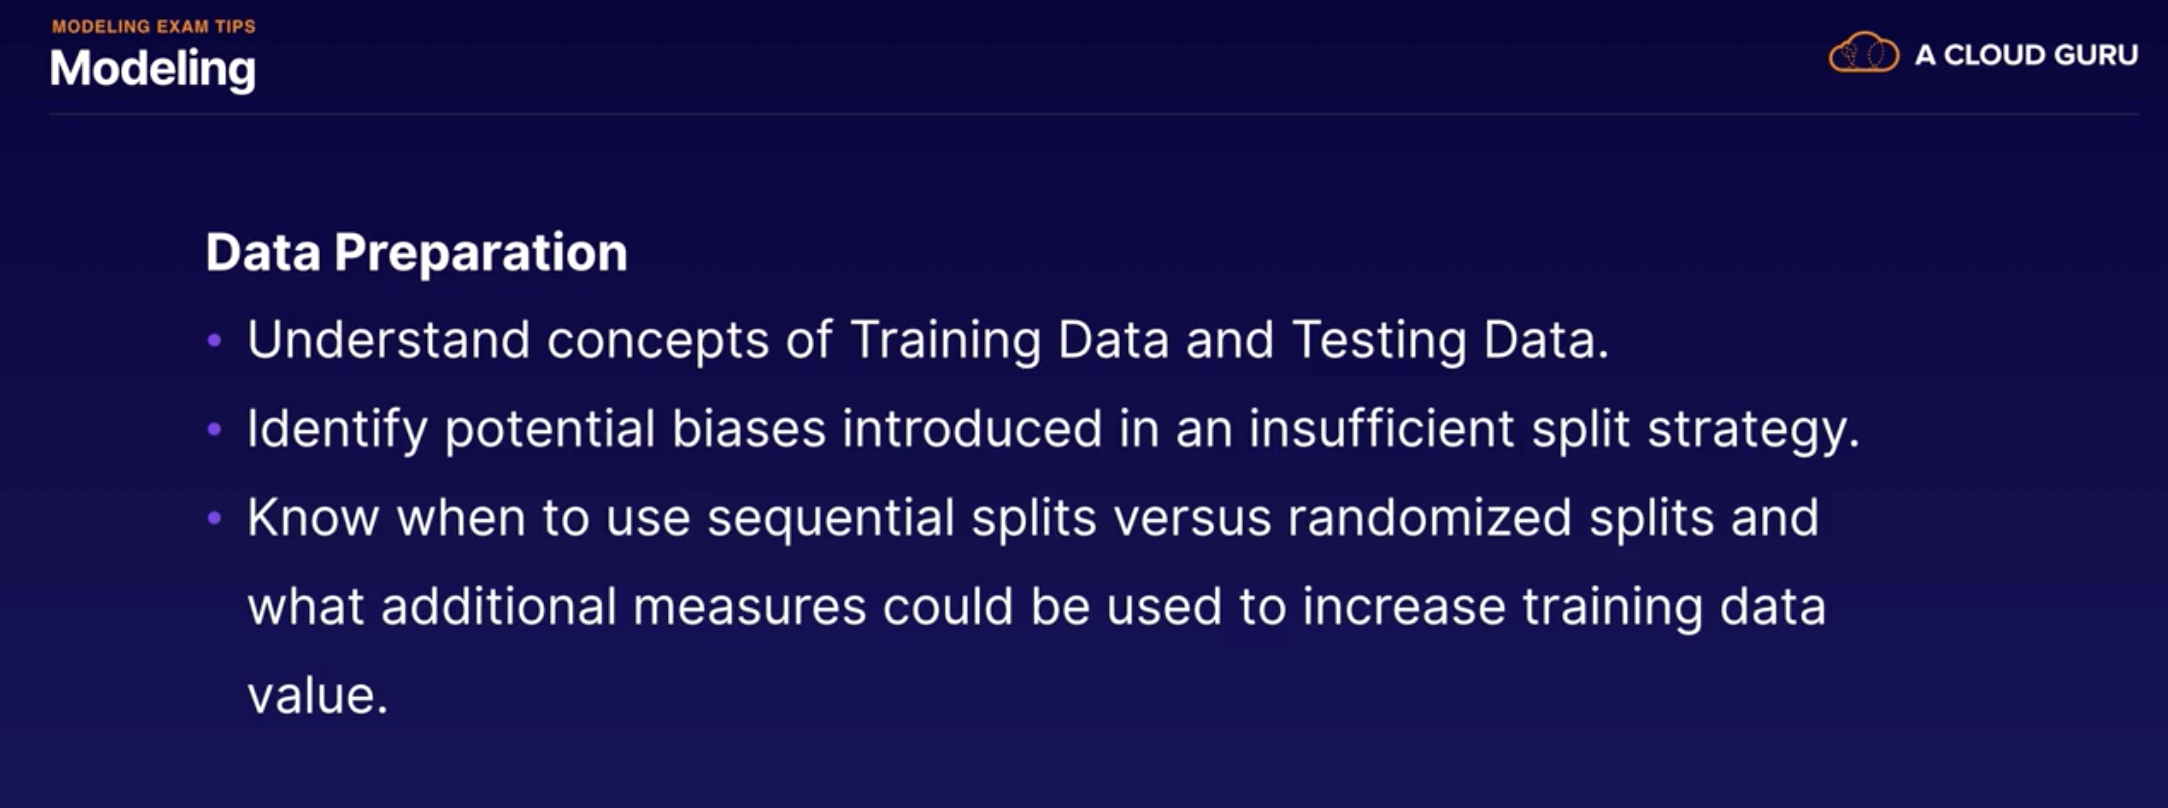 MODELING EXAM TIPS
Modeling
A CLOUD GURU
Data Preparation
• Understand concepts of Training Data and Testing Data.
• Identify potential biases introduced in an insufficient split strategy.
• Know when to use sequential splits versus randomized splits and
what additional measures could be used to increase training data
value.